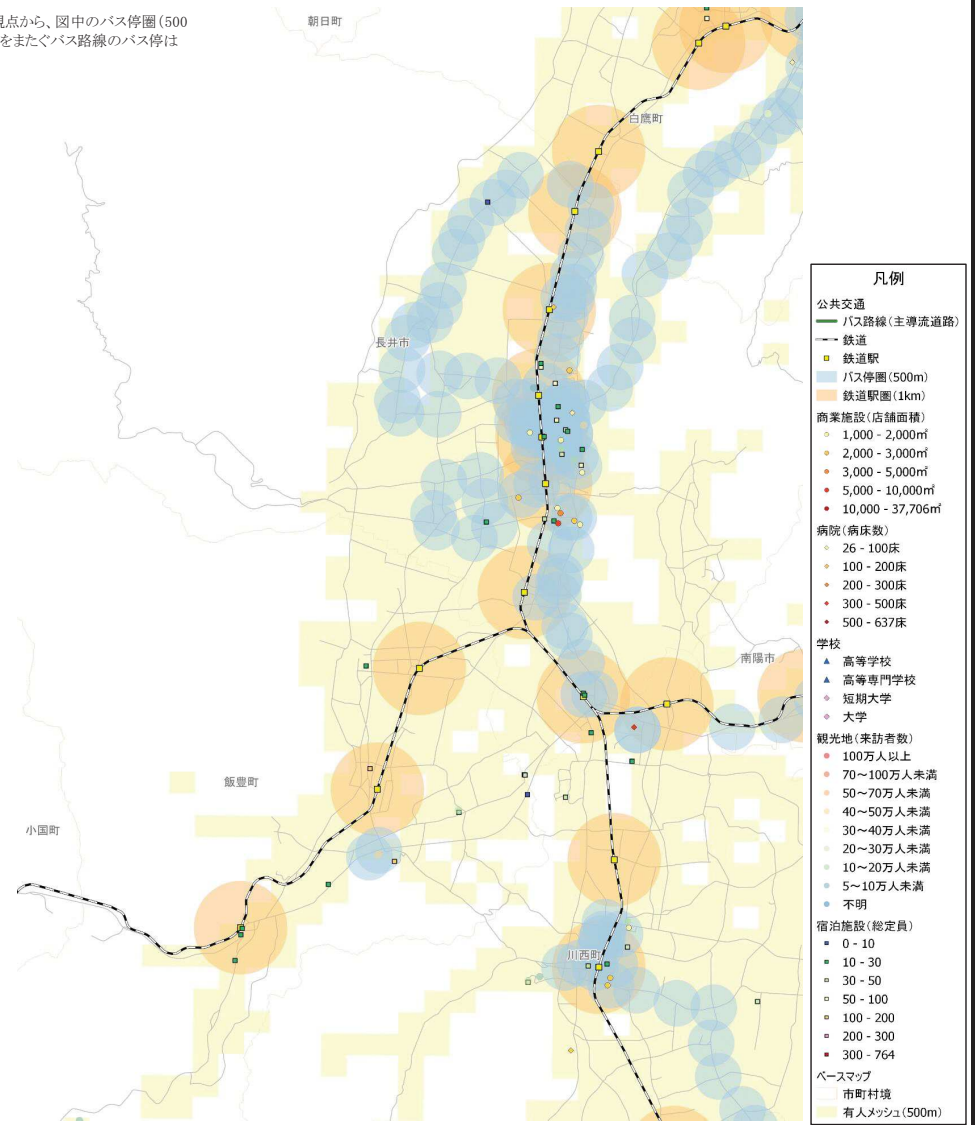 観点から、図中のバス停圏(500
をまたぐバス路線のバス停は
朝日町
白鷹町
長井市
南陽市
飯豊町
小国町
川西町
凡例
公共交通
バス路線(主導流道路)
鉄道
鉄道駅
バス停圏(500m)
鉄道駅圏(1km)
商業施設(店舗面積)
1,000 - 2,000㎡
2,000 - 3,000㎡
3,000 - 5,000㎡
5,000 - 10,000㎡
10,000 - 37,706㎡
病院(病床数)
26 - 100床
100 - 200床
200 - 300床
300 - 500床
500 - 637床
学校
高等学校
高等専門学校
短期大学
大学
観光地(来訪者数)
100万人以上
70～100万人未満
50～70万人未満
40～50万人未満
30～40万人未満
20～30万人未満
10～20万人未満
5～10万人未満
不明
宿泊施設(総定員)
0 - 10
10 - 30
30 - 50
50 - 100
100 - 200
200 - 300
300 - 764
ベースマップ
市町村境
有人メッシュ(500m)